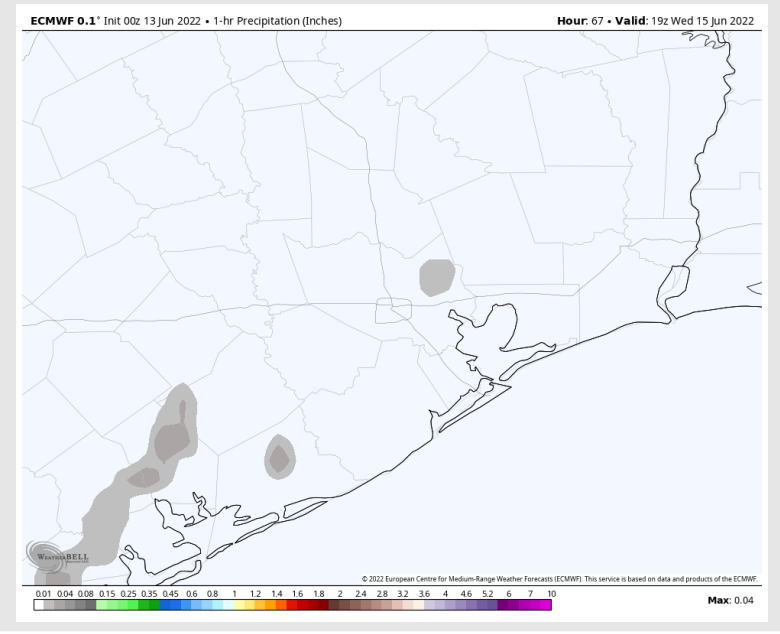 ECMWF 0.1° Init 00z 13 Jun 2022 • 1-hr Precipitation (Inches)
Hour: 67 • Valid: 19z Wed 15 Jun 2022
WEATHERBELL
© 2022 European Centre for Medium-Range Weather Forecasts (ECMWF). This service is based on data and products of the ECMWF.
0.01 0.04 0.08 0.15 0.25 0.35 0.45 0.6 0.8 1 1.2 1.4 1.6 1.8 2 2.4 2.8 3.2 3.6 4 4.6 5.2 6 7 10
Max: 0.04